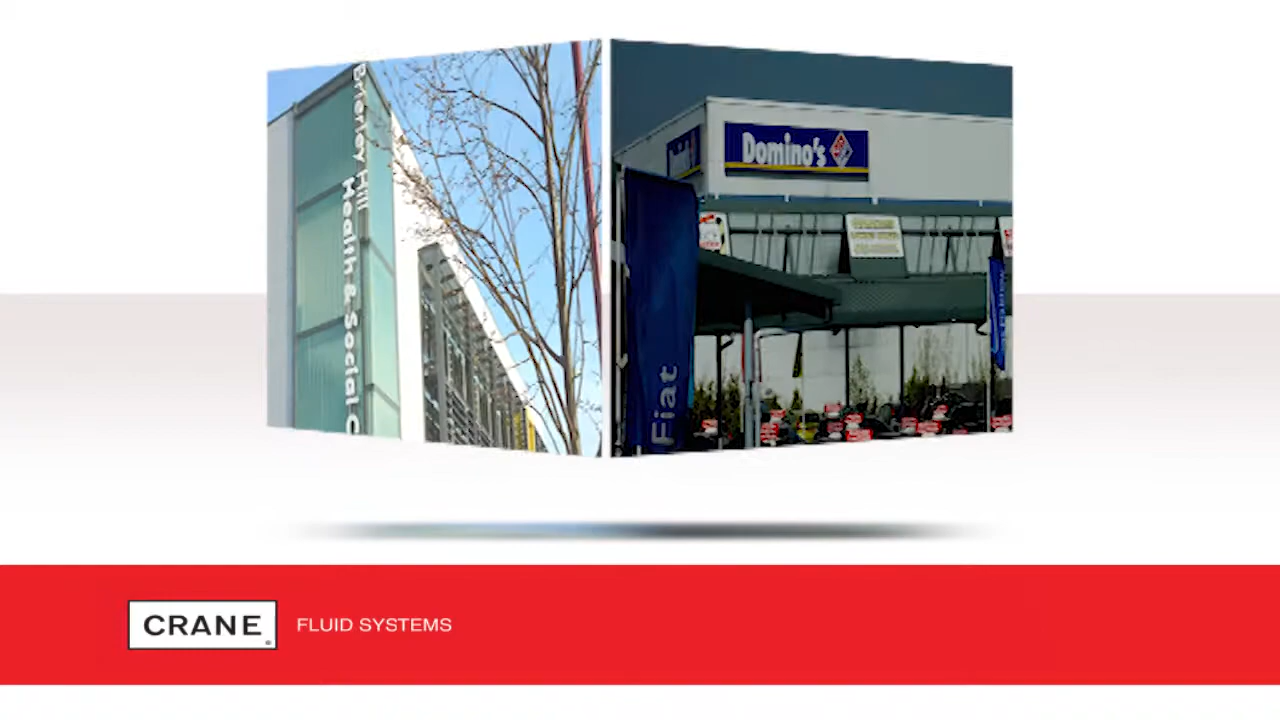 Brierley Hill
Health & Social C
Domino's
Fiat
CRANE®
FLUID SYSTEMS